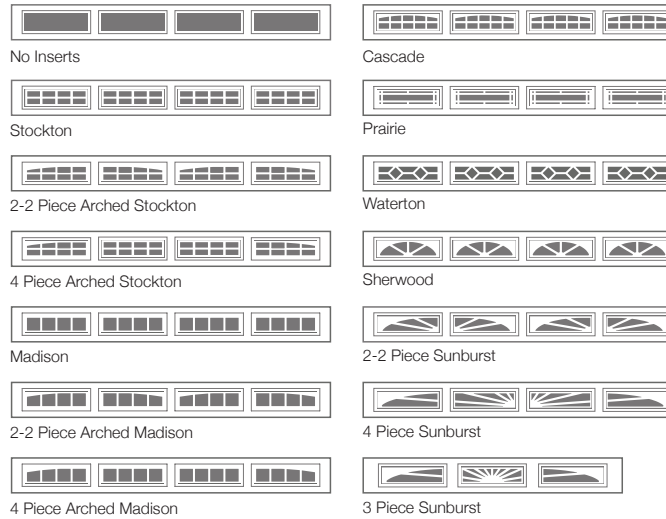 No Inserts
Stockton
2-2 Piece Arched Stockton
4 Piece Arched Stockton
Madison
2-2 Piece Arched Madison
4 Piece Arched Madison
Cascade
Prairie
Waterton
Sherwood
2-2 Piece Sunburst
4 Piece Sunburst
3 Piece Sunburst